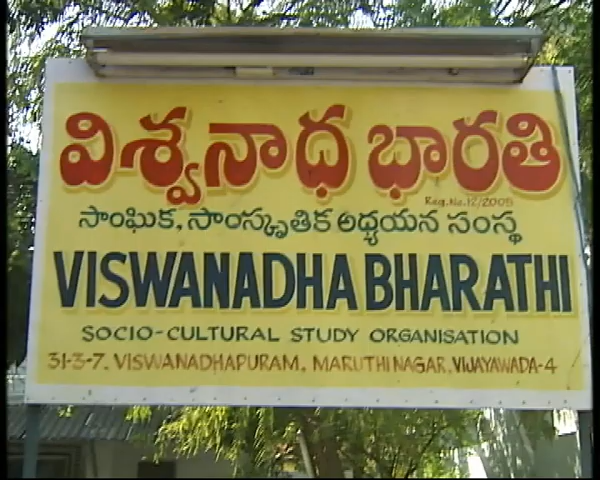 విశ్వనాధ భారతి
Reg.No.12/2005
సాంఘిక, సాంస్కృతిక అధ్యయన సంస్థ
VISWANADHA BHARATHI
SOCIO-CULTURAL STUDY ORGANISATION
31-3-7. VISWANADHAPURAM, MARUTHI NAGAR, VIJAYAWADA-4